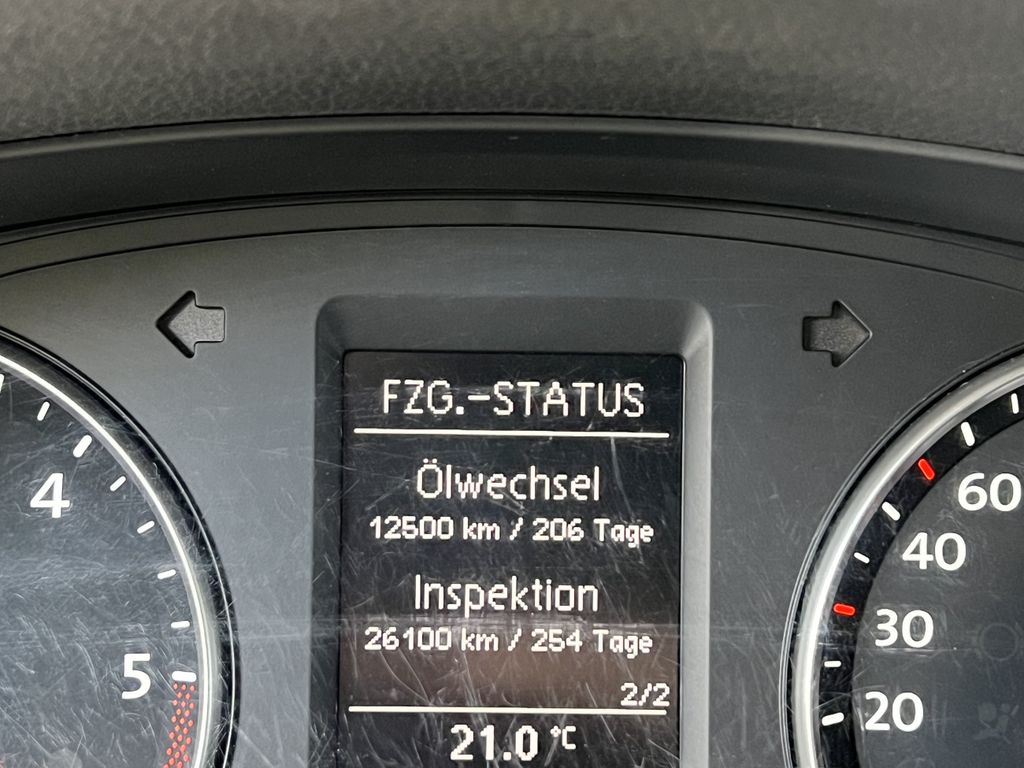 FZG.-STATUS
Ölwechsel
12500 km / 206 Tage
Inspektion
26100 km / 254 Tage
2/2
21.0 °C
4
5
60
40
30
20